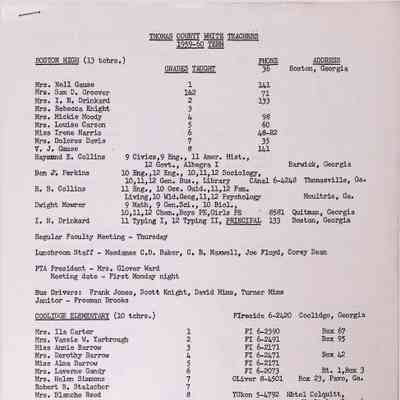 THOMAS COUNTY WHITE TEACHERS
1959-60 TERM
BOSTON HIGH (13 tchrs.) PHONE ADDRESS
GRADES TAUGHT 36 Boston, Georgia
Mrs. Nell Gause 1 141
Mrs. Sam D. Groover 1&2 71
Mrs. I. N. Drinkard 2 133
Mrs. Rebecca Knight 3
Mrs. Mickie Moody 4 98
Mrs. Louise Carson 5 60
Miss Irene Harris 6 48-J2
Mrs. Dolores Davis 7 35
V. J. Gause 8 141
Raymond E. Collins 9 Civics,9 Eng., 11 Amer. Hist.,
12 Govt., Albegra I Barwick, Georgia
Ben J. Perkins 10 Eng.,12 Eng., 10,11,12 Sociology,
10,11,12 Gen. Bus., Library CAnal 6-4248 Thomasville, Ga.
R. B. Collins 11 Eng., 10 Occ. Guid.,11,12 Fam.
Living,10 Wld.Geog,11,12 Psychology Moultrie, Ga.
Dwight Mowrer 9 Math, 9 Gen.Sci., 10 Biol.,
10,11,12 Chem.,Boys PE,Girls PE 8581 Quitman, Georgia
I. N. Drinkard 11 Typing I, 12 Typing II, PRINCIPAL 133 Boston, Georgia
Regular Faculty Meeting - Thursday
Lunchroom Staff - Mesdames C.D. Baker, C. B. Maxwell, Joe Floyd, Corey Dean
PTA President - Mrs. Glover Ward
Meeting date - First Monday night
Bus Drivers: Frank Jones, Scott Knight, David Mims, Turner Mims
Janitor - Freeman Brooks
COOLIDGE ELEMENTARY (10 tchrs.) FIreside 6-2420 Coolidge, Georgia
Mrs. Ila Carter 1 FI 6-2390 Box 67
Mrs. Vassie W. Yarbrough 2 FI 6-2491 Box 95
Miss Annie Barrow 3 FI 6-2171
Mrs. Dorothy Barrow 4 FI 6-2471 Box 42
Miss Alma Barrow 5 FI 6-2171
Mrs. Laverne Gandy 6 FI 6-2073 Rt. 1,Box 3
Mrs. Helen Simmons 7 OLiver 8-4501 Box 23, Pavo, Ga.
Robert B. Stalnaker 7
Mrs. Blanche Reed 8 YUkon 5-4792 Hotel Colquitt,